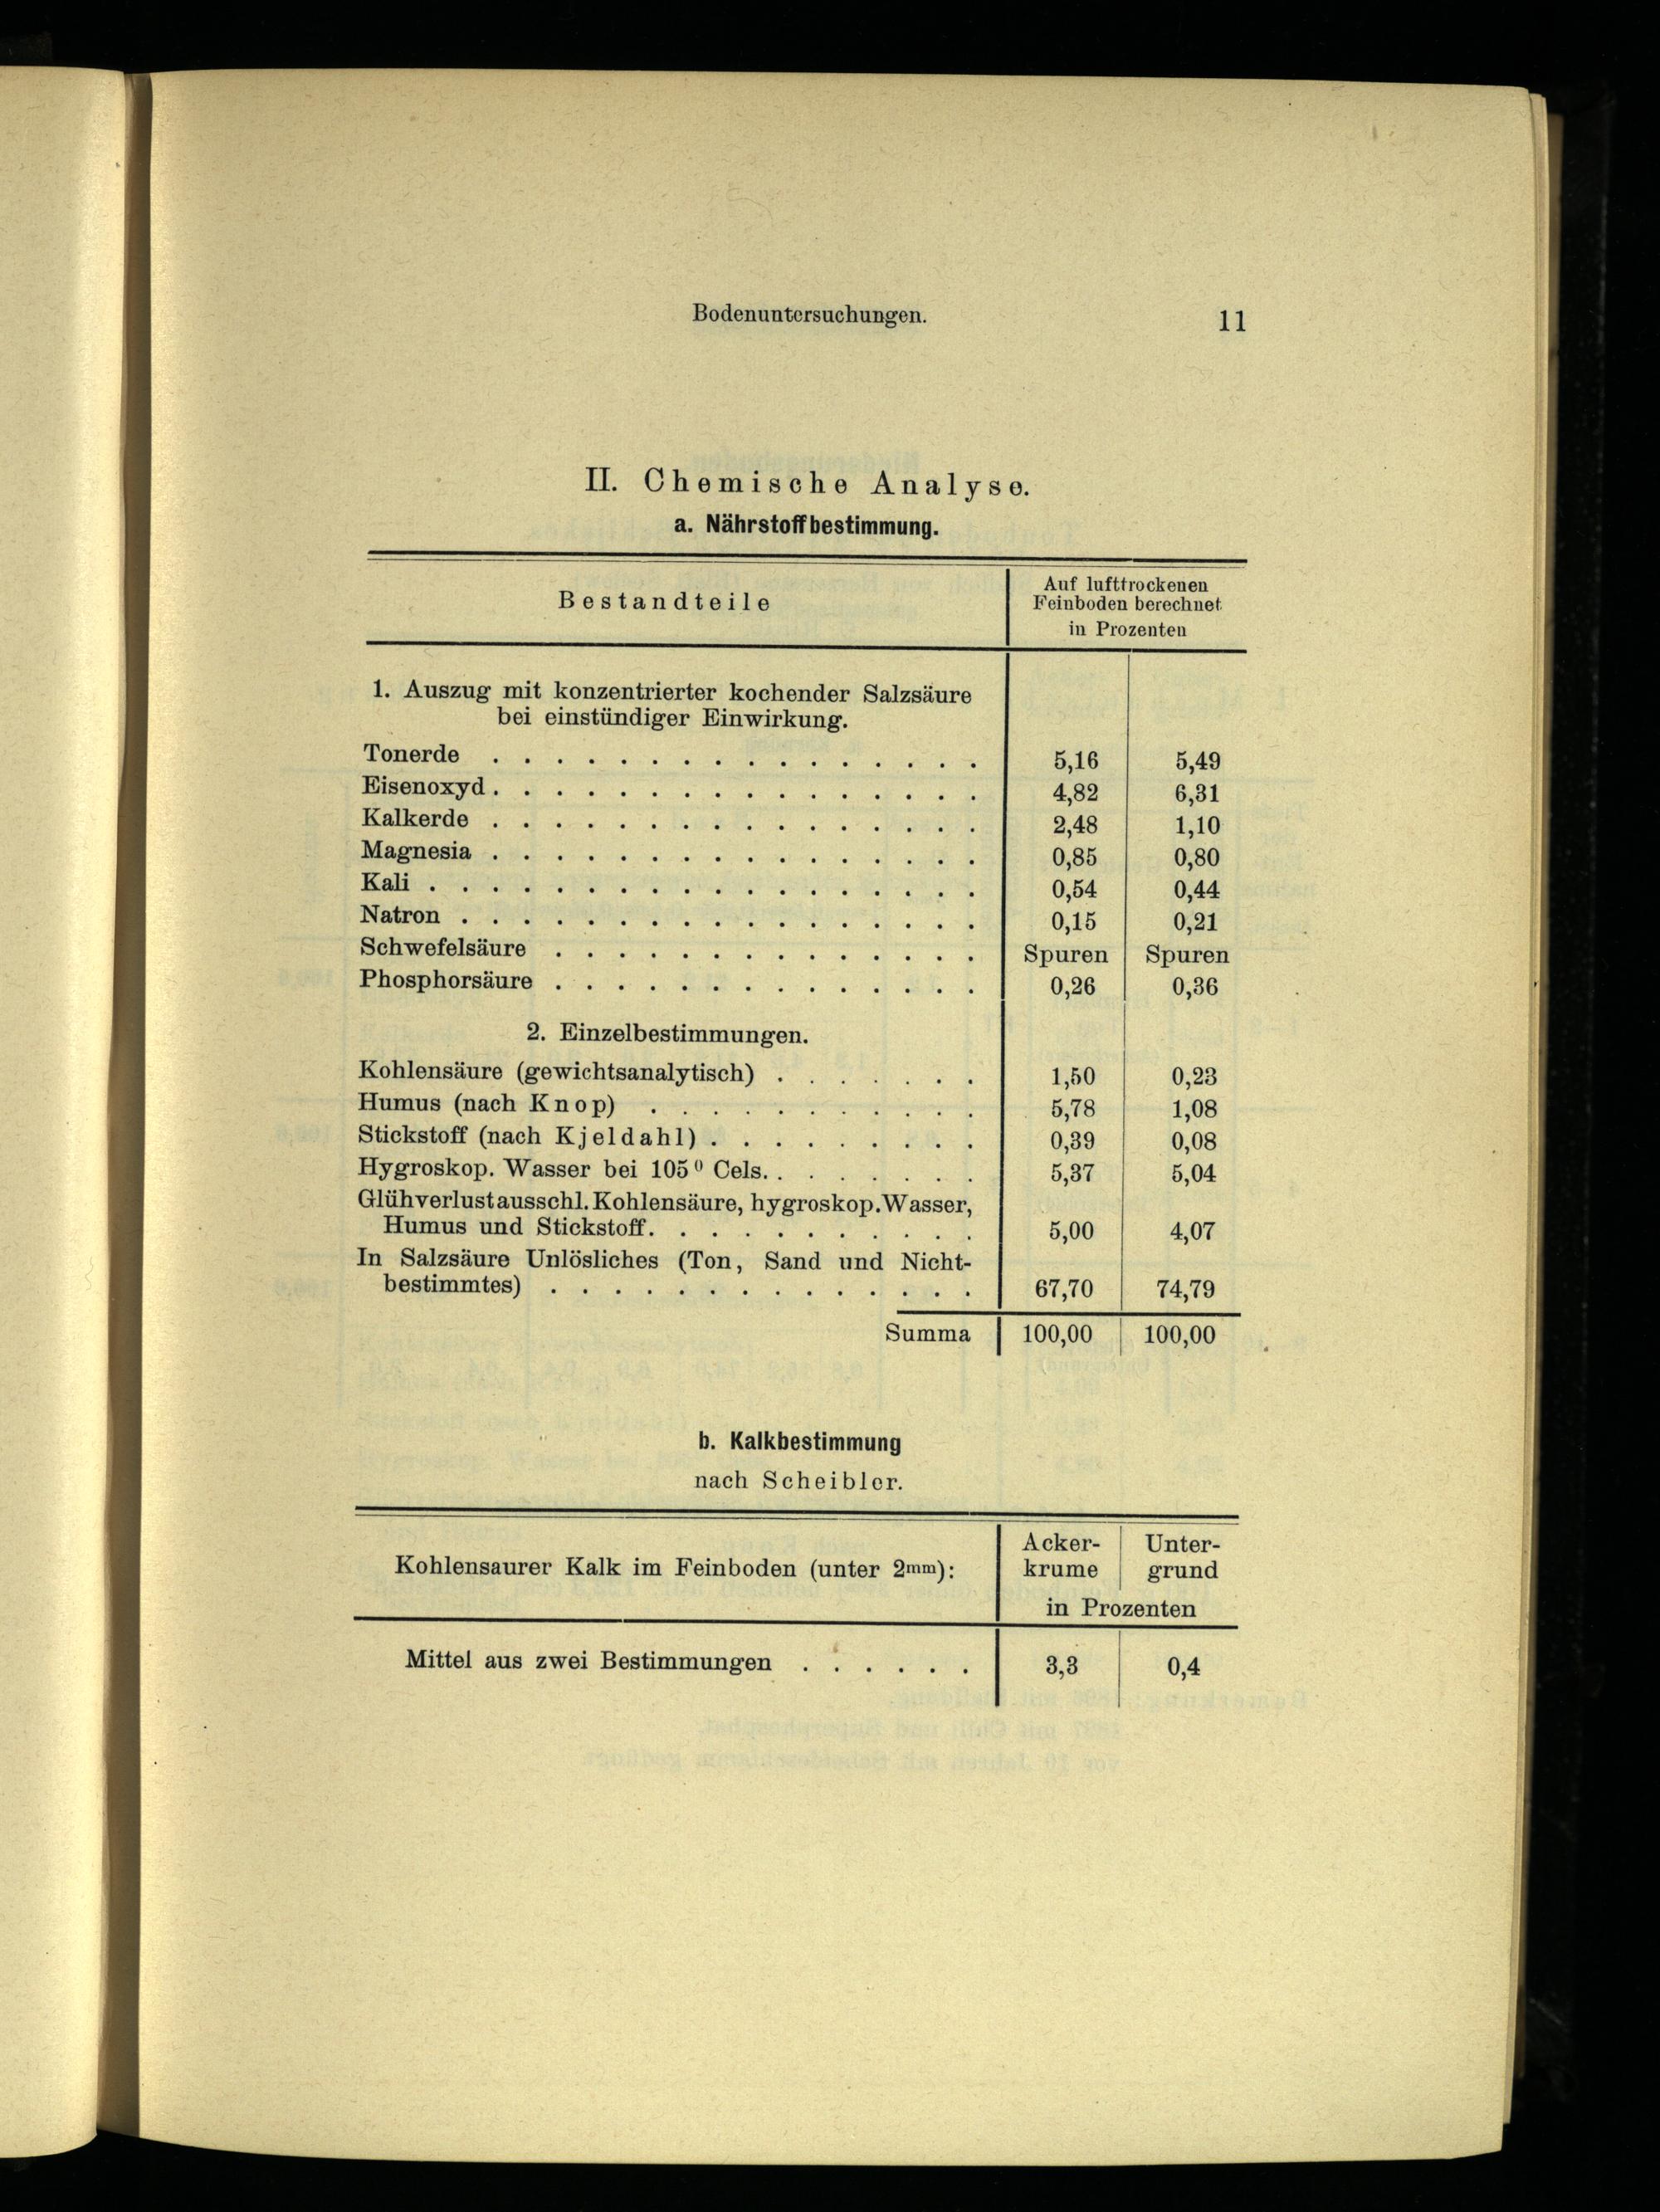 Bodenuntersuchungen. 11
II. Chemische Analyse.
a. Nährstoffbestimmung.
Bestandteile
Auf lufttrockenen
Feinboden berechnet
in Prozenten
1. Auszug mit konzentrierter kochender Salzsäure
bei einstündiger Einwirkung.
Tonerde . . . . . . . . . . . . . . . . 5,16 5,49
Eisenoxyd . . . . . . . . . . . . . . . . 4,82 6,31
Kalkerde . . . . . . . . . . . . . . . . 2,48 1,10
Magnesia . . . . . . . . . . . . . . . . 0,85 0,80
Kali . . . . . . . . . . . . . . . . . . 0,54 0,44
Natron . . . . . . . . . . . . . . . . . 0,15 0,21
Schwefelsäure . . . . . . . . . . . . . . Spuren Spuren
Phosphorsäure . . . . . . . . . . . . . . 0,26 0,36
2. Einzelbestimmungen.
Kohlensäure (gewichtsanalytisch) . . . . . . . 1,50 0,23
Humus (nach Knop) . . . . . . . . . . . 5,78 1,08
Stickstoff (nach Kjeldahl) . . . . . . . . . 0,39 0,08
Hygroskop. Wasser bei 105⁰ Cels. . . . . . . . 5,37 5,04
Glühverlust ausschl. Kohlensäure, hygroskop. Wasser,
Humus und Stickstoff. . . . . . . . . . . 5,00 4,07
In Salzsäure Unlösliches (Ton, Sand und Nicht-
bestimmtes) . . . . . . . . . . . . . . 67,70 74,79
Summa 100,00 100,00
b. Kalkbestimmung
nach Scheibler.
Kohlensaurer Kalk im Feinboden (unter 2mm):
Acker- Unter-
krume grund
in Prozenten
Mittel aus zwei Bestimmungen . . . . . . 3,3 0,4